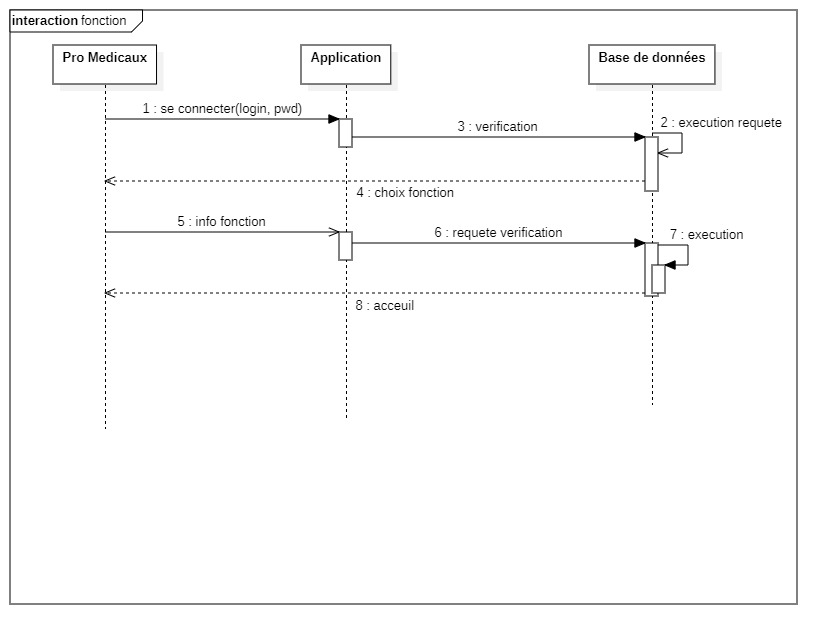 interaction fonction
Pro Medicaux
Application
Base de données
1 : se connecter(login, pwd)
2 : execution requete
3 : verification
4 : choix fonction
5 : info fonction
6 : requete verification
7 : execution
8 : acceuil